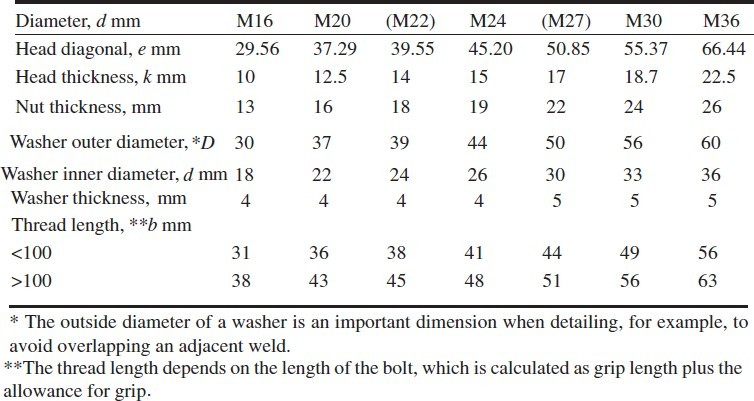 Diameter, d mm M16 M20 (M22) M24 (M27) M30 M36
Head diagonal, e mm 29.56 37.29 39.55 45.20 50.85 55.37 66.44
Head thickness, k mm 10 12.5 14 15 17 18.7 22.5
Nut thickness, mm 13 16 18 19 22 24 26
Washer outer diameter, *D 30 37 39 44 50 56 60
Washer inner diameter, d mm 18 22 24 26 30 33 36
Washer thickness, mm 4 4 4 4 5 5 5
Thread length, **b mm
<100 31 36 38 41 44 49 56
>100 38 43 45 48 51 56 63
* The outside diameter of a washer is an important dimension when detailing, for example, to
avoid overlapping an adjacent weld.
**The thread length depends on the length of the bolt, which is calculated as grip length plus the
allowance for grip.